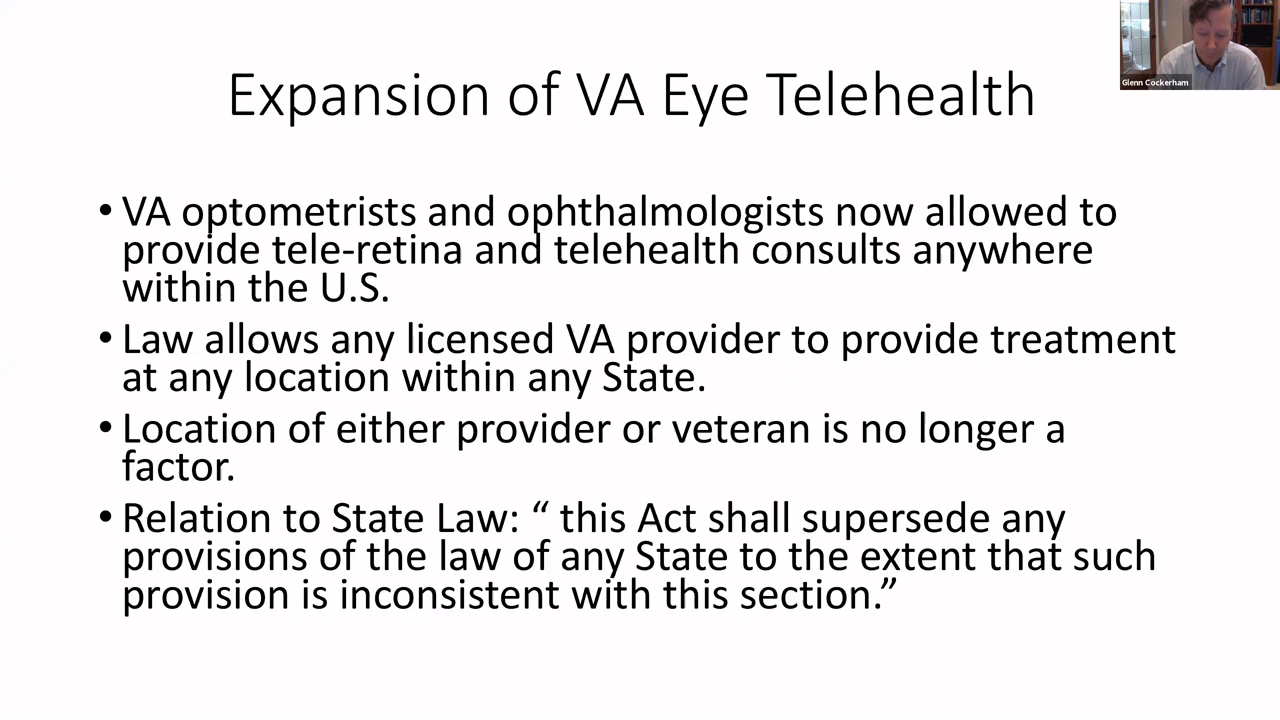 Glenn Cockerham
Expansion of VA Eye Telehealth
• VA optometrists and ophthalmologists now allowed to
provide tele-retina and telehealth consults anywhere
within the U.S.
• Law allows any licensed VA provider to provide treatment
at any location within any State.
• Location of either provider or veteran is no longer a
factor.
• Relation to State Law: “ this Act shall supersede any
provisions of the law of any State to the extent that such
provision is inconsistent with this section.”